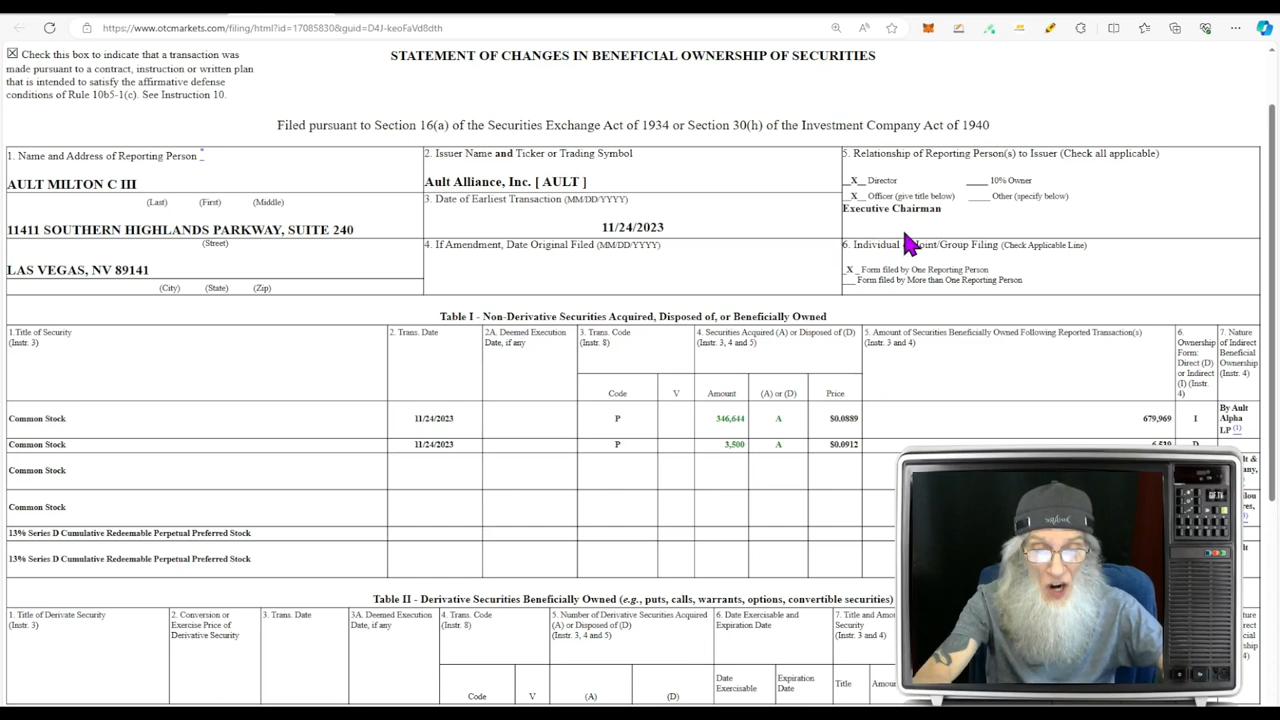 https://www.otcmarkets.com/filing/html?id=17085830&guid=D4J-keoFaVd8dth
☒ Check this box to indicate that a transaction was
made pursuant to a contract, instruction or written plan
that is intended to satisfy the affirmative defense
conditions of Rule 10b5-1(c). See Instruction 10.
STATEMENT OF CHANGES IN BENEFICIAL OWNERSHIP OF SECURITIES
Filed pursuant to Section 16(a) of the Securities Exchange Act of 1934 or Section 30(h) of the Investment Company Act of 1940
1. Name and Address of Reporting Person *
AULT MILTON C III
(Last) (First) (Middle)
11411 SOUTHERN HIGHLANDS PARKWAY, SUITE 240
(Street)
LAS VEGAS, NV 89141
(City) (State) (Zip)
2. Issuer Name and Ticker or Trading Symbol
Ault Alliance, Inc. [ AULT ]
3. Date of Earliest Transaction (MM/DD/YYYY)
11/24/2023
4. If Amendment, Date Original Filed (MM/DD/YYYY)
5. Relationship of Reporting Person(s) to Issuer (Check all applicable)
__X__ Director _____ 10% Owner
__X__ Officer (give title below) _____ Other (specify below)
Executive Chairman
6. Individual Joint/Group Filing (Check Applicable Line)
_X_ Form filed by One Reporting Person
___ Form filed by More than One Reporting Person
Table I - Non-Derivative Securities Acquired, Disposed of, or Beneficially Owned
1.Title of Security
(Instr. 3)
2. Trans. Date
2A. Deemed Execution
Date, if any
3. Trans. Code
(Instr. 8)
4. Securities Acquired (A) or Disposed of (D)
(Instr. 3, 4 and 5)
5. Amount of Securities Beneficially Owned Following Reported Transaction(s)
(Instr. 3 and 4)
6.
Ownership
Form:
Direct (D)
or Indirect
(I) (Instr.
4)
7. Nature
of Indirect
Beneficial
Ownership
(Instr. 4)
Code V Amount (A) or (D) Price
Common Stock 11/24/2023 P 346,644 A $0.0889 679,969 I By Ault
Alpha
LP (1)
Common Stock 11/24/2023 P 3,500 A $0.0912
Common Stock
Common Stock
13% Series D Cumulative Redeemable Perpetual Preferred Stock
13% Series D Cumulative Redeemable Perpetual Preferred Stock
Table II - Derivative Securities Beneficially Owned (e.g., puts, calls, warrants, options, convertible securities)
1. Title of Derivate Security
(Instr. 3)
2. Conversion or
Exercise Price of
Derivative Security
3. Trans. Date
3A. Deemed Execution
Date, if any
4. Trans. Code
(Instr. 8)
5. Number of Derivative Securities Acquired
(A) or Disposed of (D)
(Instr. 3, 4 and 5)
6. Date Exercisable and
Expiration Date
7. Title and
Security
(Instr. 3 and 4)
Code V (A) (D)
Date
Exercisable
Expiration
Date
Title